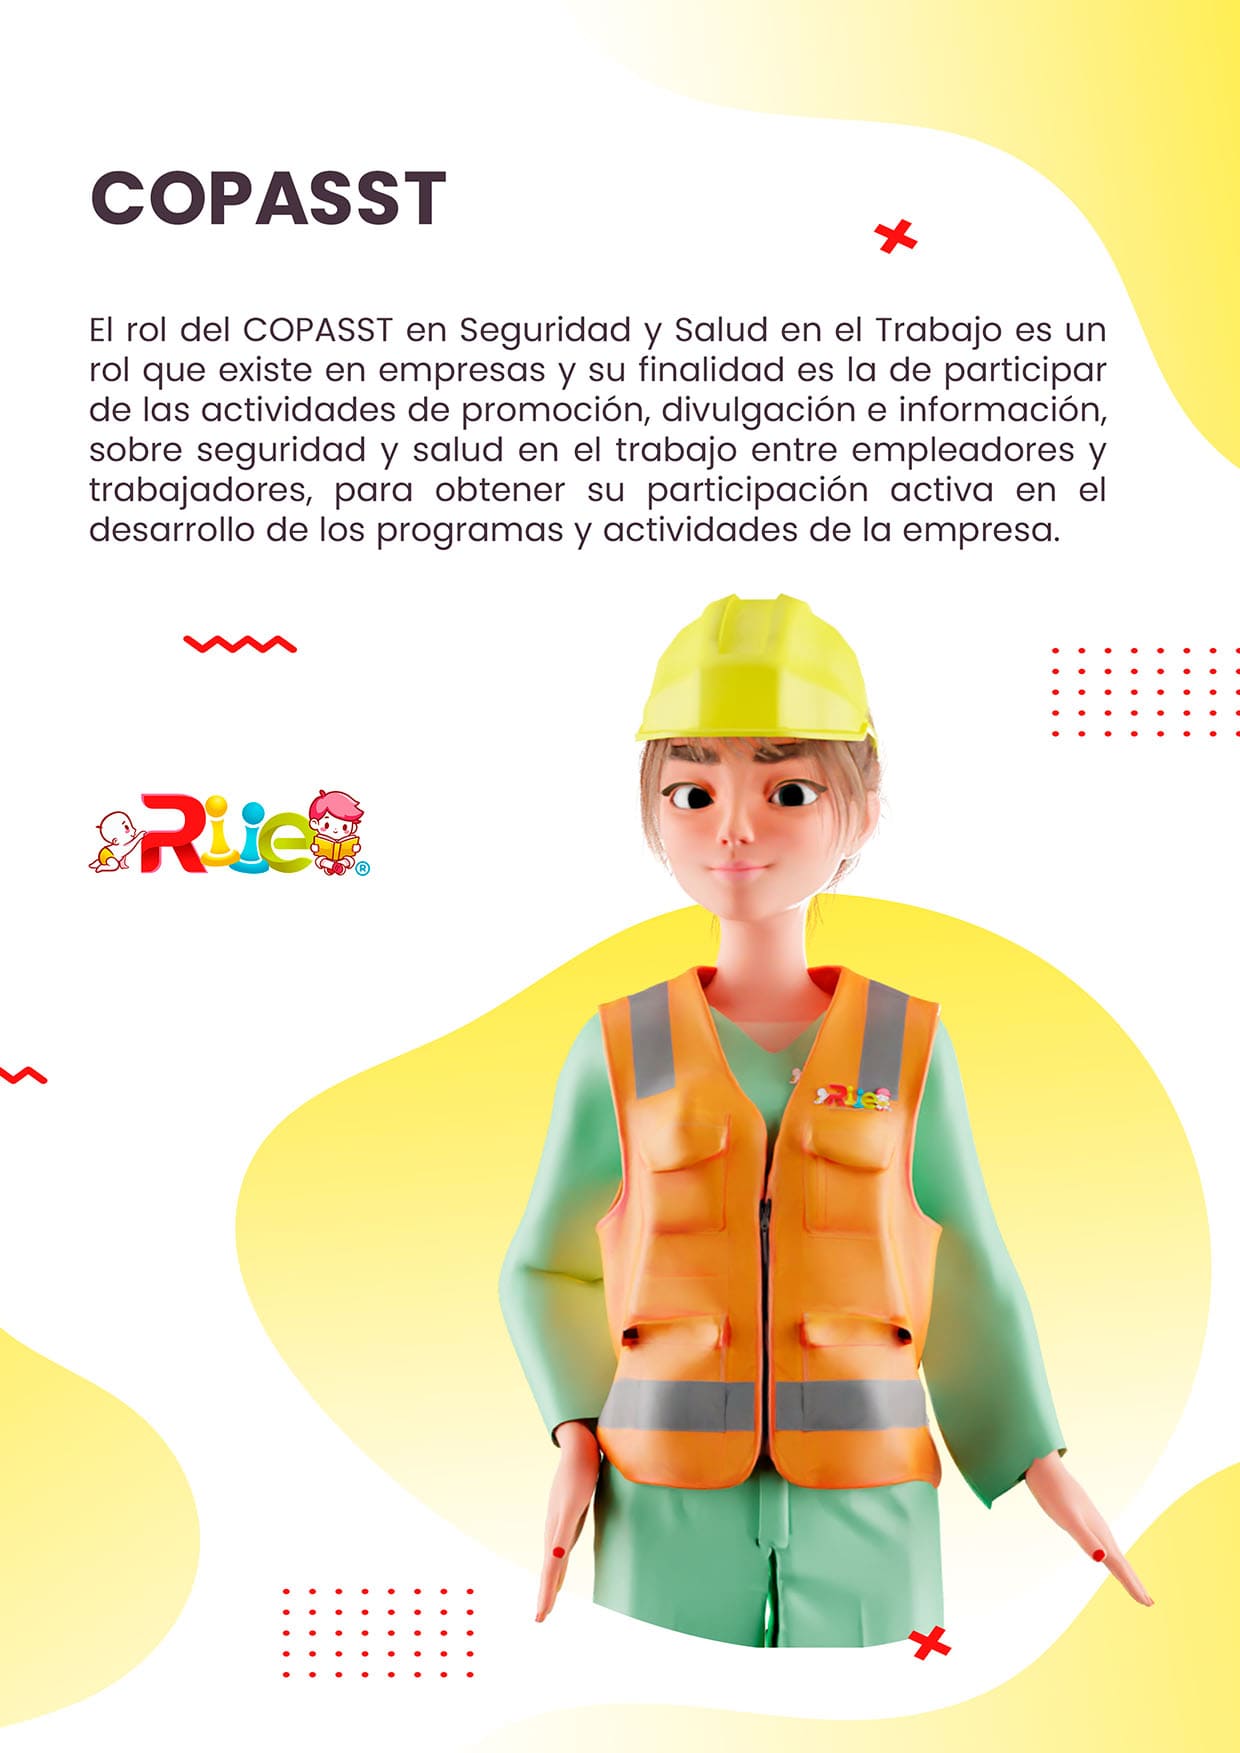 COPASST
El rol del COPASST en Seguridad y Salud en el Trabajo es un
rol que existe en empresas y su finalidad es la de participar
de las actividades de promoción, divulgación e información,
sobre seguridad y salud en el trabajo entre empleadores y
trabajadores, para obtener su participación activa en el
desarrollo de los programas y actividades de la empresa.
Rije®
Rije